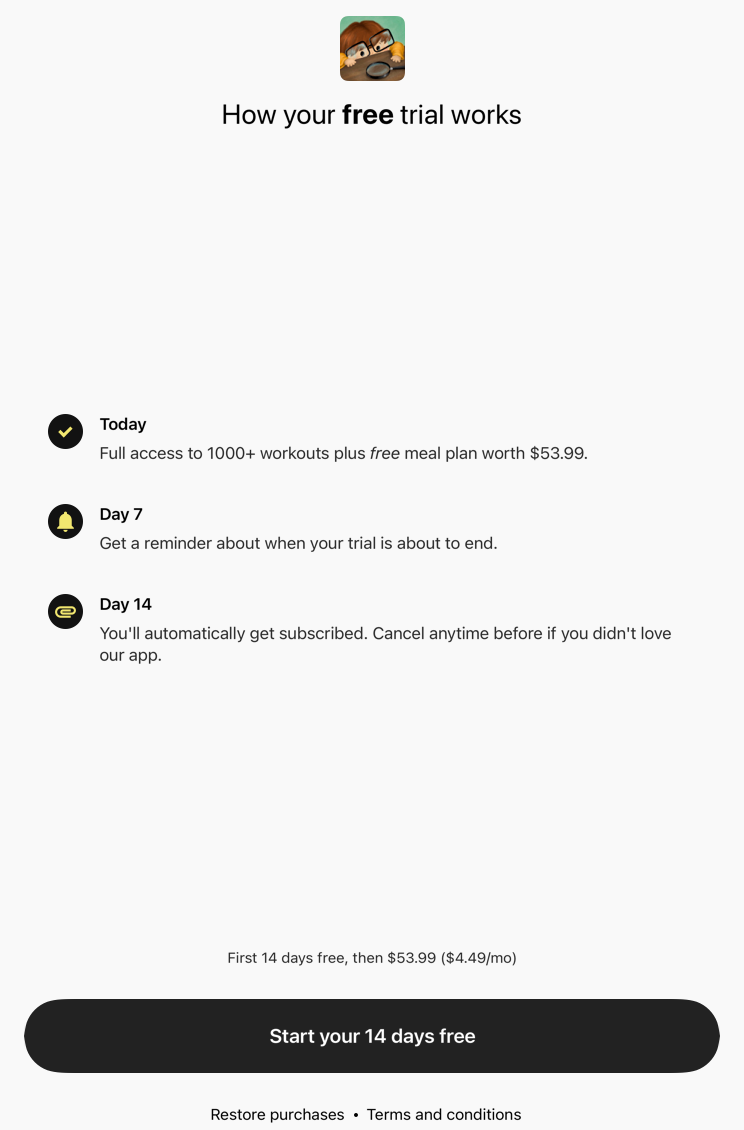 How your free trial works
Today
Full access to 1000+ workouts plus free meal plan worth $53.99.
Day 7
Get a reminder about when your trial is about to end.
Day 14
You'll automatically get subscribed. Cancel anytime before if you didn't love
our app.
First 14 days free, then $53.99 ($4.49/mo)
Start your 14 days free
Restore purchases • Terms and conditions